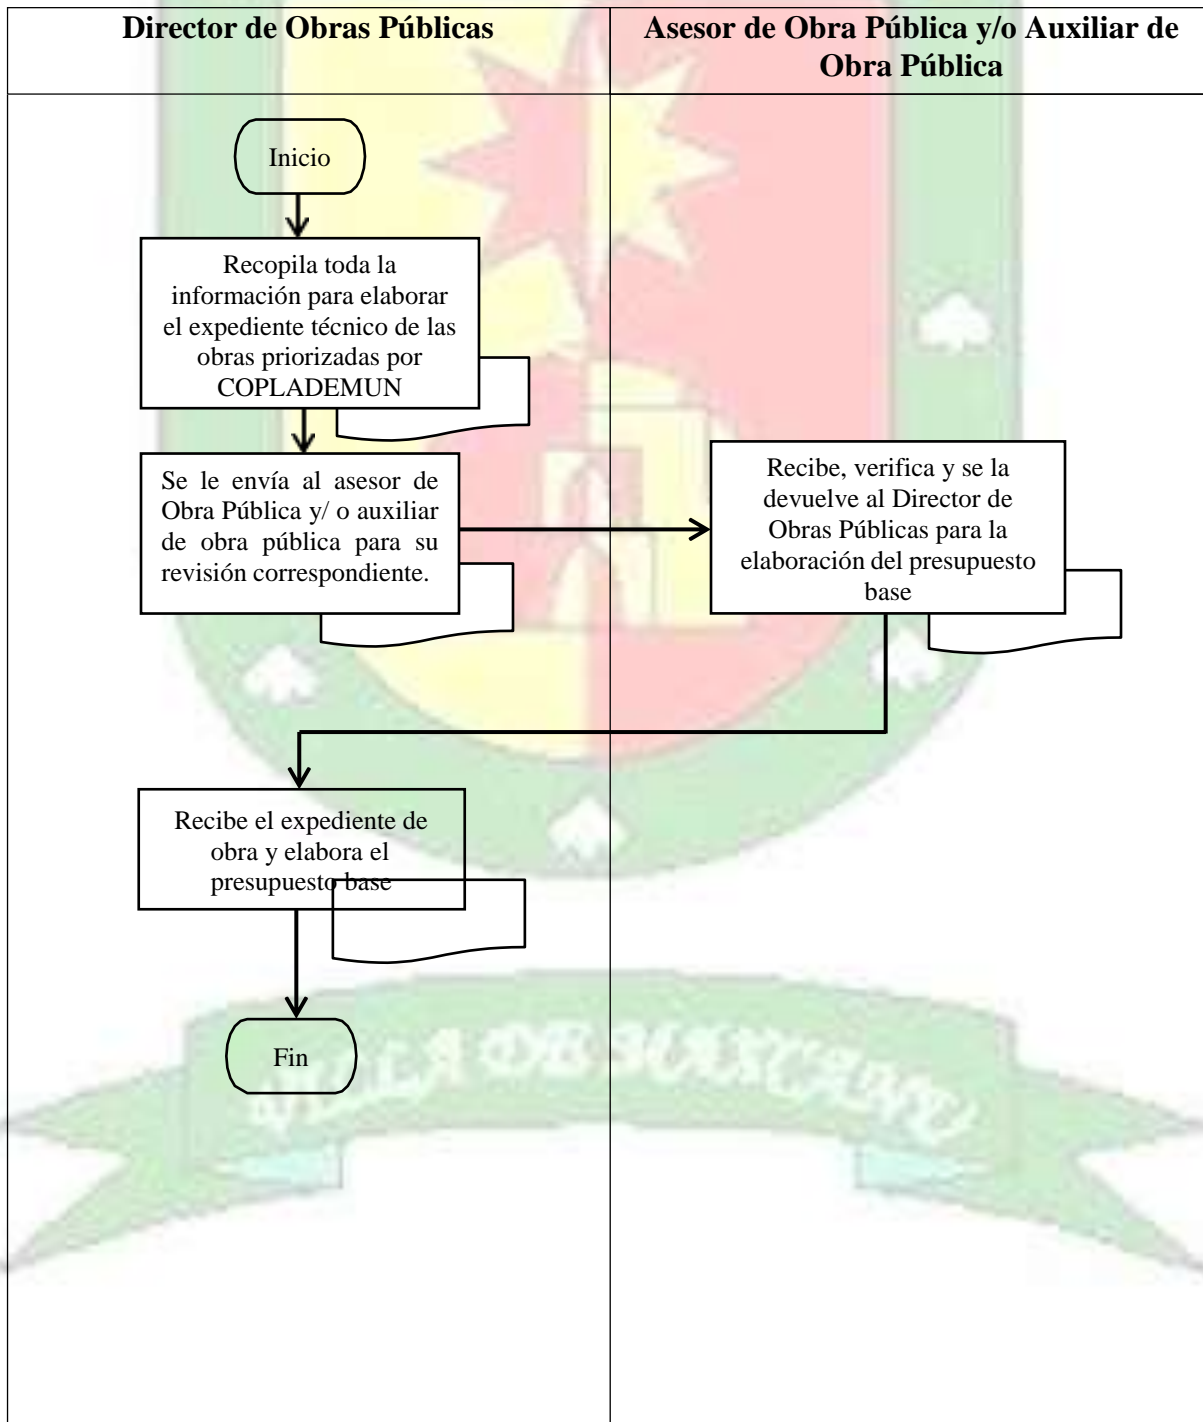 Director de Obras Públicas
Asesor de Obra Pública y/o Auxiliar de
Obra Pública
Inicio
Recopila toda la
información para elaborar
el expediente técnico de las
obras priorizadas por
COPLADEMUN
Se le envía al asesor de
Obra Pública y/ o auxiliar
de obra pública para su
revisión correspondiente.
Recibe, verifica y se la
devuelve al Director de
Obras Públicas para la
elaboración del presupuesto
base
Recibe el expediente de
obra y elabora el
presupuesto base
Fin